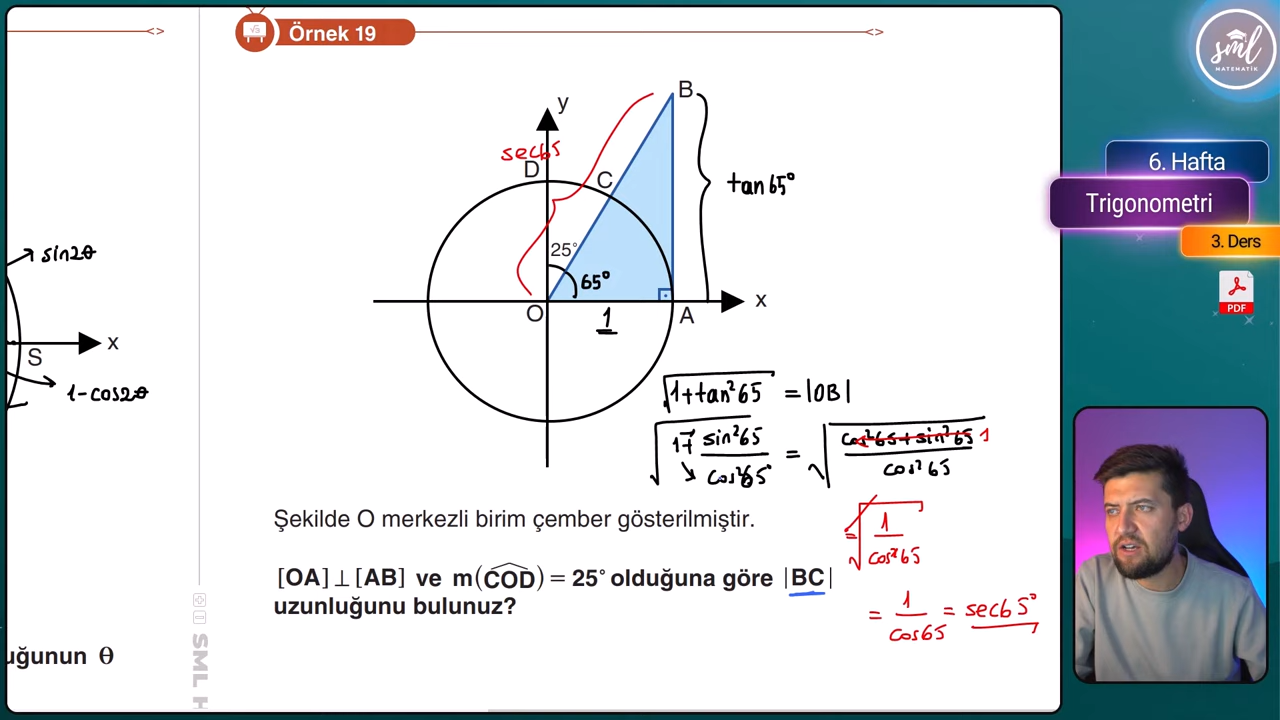 Örnek 19
sml
MATEMATİK
6. Hafta
Trigonometri
3. Ders
PDF
B
y
sec65
D
C
tan65°
25°
65°
x
O
1
A
sin2θ
x
S
1-cos2θ
√1+tan²65 = |OB|
√1+ sin²65/cos²65° = √cos²65+sin²65/cos²65 1
= √1/cos²65
= 1/cos65 = sec65°
Şekilde O merkezli birim çember gösterilmiştir.
[OA]⊥[AB] ve m(COD) = 25° olduğuna göre |BC|
uzunluğunu bulunuz?
uğunun θ
SML